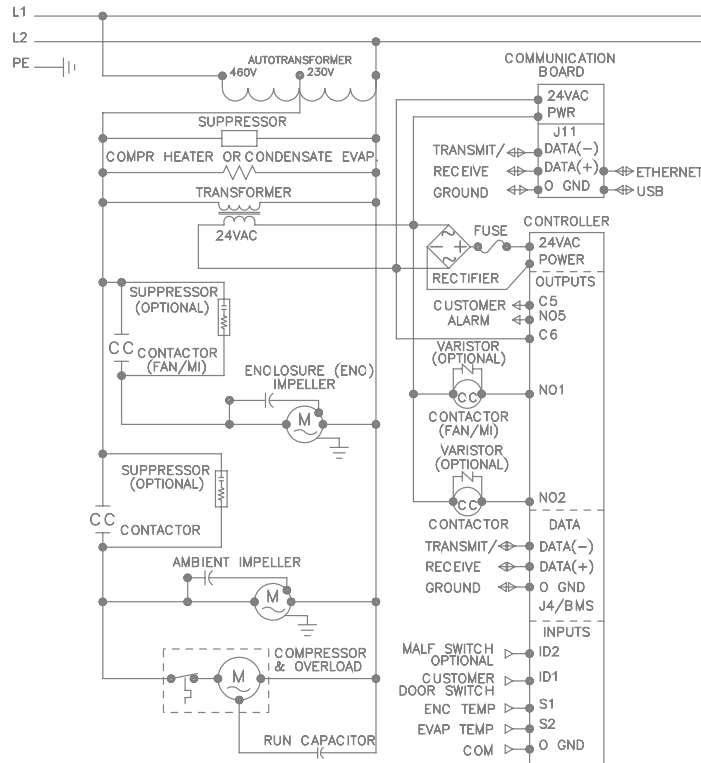 L1
L2
PE
AUTOTRANSFORMER
460V 230V
SUPPRESSOR
COMPR HEATER OR CONDENSATE EVAP.
TRANSFORMER
24VAC
SUPPRESSOR
(OPTIONAL)
CC CONTACTOR
(FAN/MI)
ENCLOSURE (ENC)
IMPELLER
M
SUPPRESSOR
(OPTIONAL)
CC
CONTACTOR
AMBIENT IMPELLER
M
COMPRESSOR
& OVERLOAD
M
RUN CAPACITOR
COMMUNICATION
BOARD
24VAC
PWR
J11
TRANSMIT/ DATA(-)
RECEIVE DATA(+) ETHERNET
GROUND O GND USB
RECTIFIER
FUSE
CONTROLLER
24VAC
POWER
OUTPUTS
CUSTOMER C5
ALARM NO5
C6
VARISTOR
(OPTIONAL)
CC NO1
CONTACTOR
(FAN/MI)
VARISTOR
(OPTIONAL)
CC NO2
CONTACTOR
DATA
TRANSMIT/ DATA(-)
RECEIVE DATA(+)
GROUND O GND
J4/BMS
INPUTS
MALF SWITCH ID2
OPTIONAL
CUSTOMER ID1
DOOR SWITCH
ENC TEMP S1
EVAP TEMP S2
COM O GND